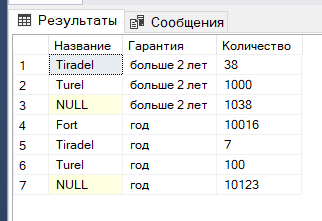 Результаты Сообщения
Название Гарантия Количество
1 Tiradel больше 2 лет 38
2 Turel больше 2 лет 1000
3 NULL больше 2 лет 1038
4 Fort год 10016
5 Tiradel год 7
6 Turel год 100
7 NULL год 10123